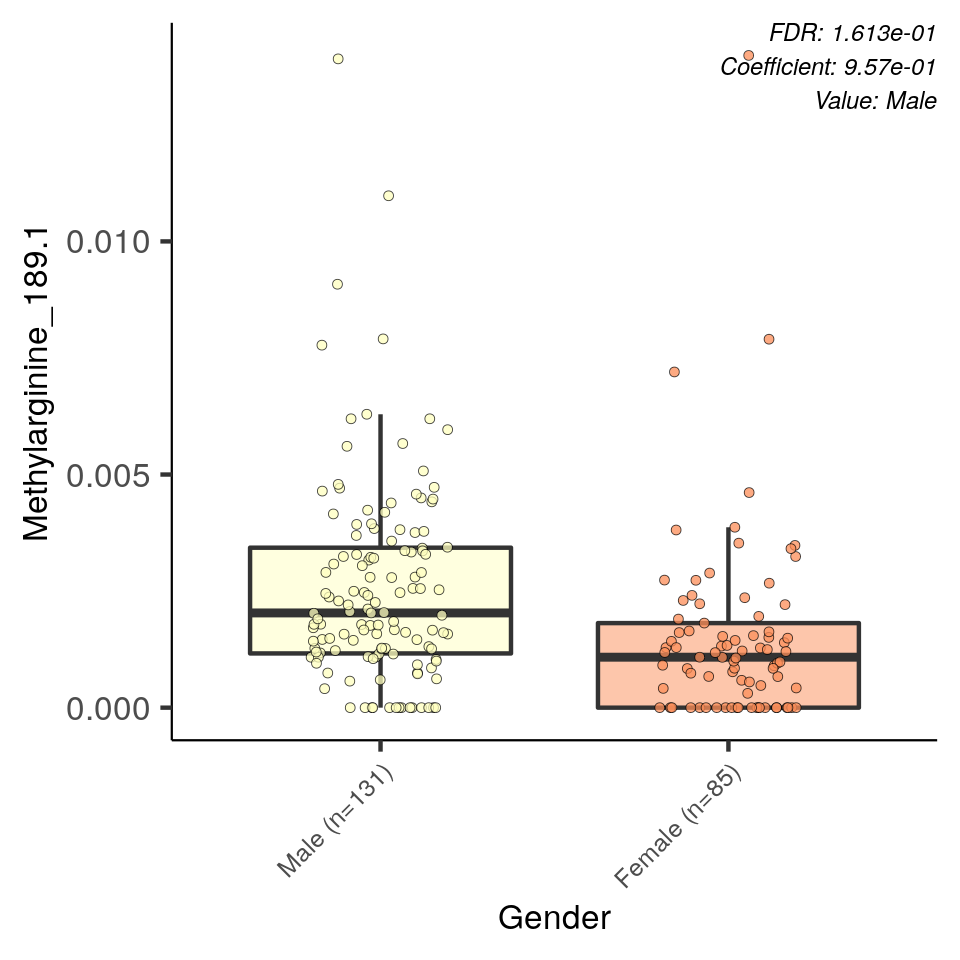 FDR: 1.613e-01
Coefficient: 9.57e-01
Value: Male
Methylarginine_189.1
0.010
0.005
0.000
Male (n=131)
Female (n=85)
Gender